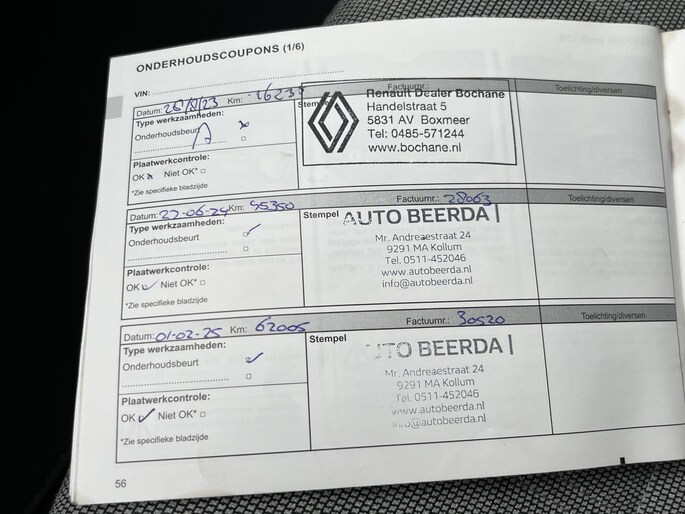 ONDERHOUDSCOUPONS (1/6)
VIN:
Datum: Km: Factuurnr.: Toelichting/diversen
Type werkzaamheden:
Onderhoudsbeurt A x
Plaatwerkcontrole:
OK x Niet OK* □
*Zie specifieke bladzijde
Stempel
Renault Dealer Bochane
Handelstraat 5
5831 AV Boxmeer
Tel: 0485-571244
www.bochane.nl
Datum: 27-06-24 Km: 45350 Factuurnr.: 28063 Toelichting/diversen
Type werkzaamheden:
Onderhoudsbeurt
Plaatwerkcontrole:
OK Niet OK* □
*Zie specifieke bladzijde
Stempel
AUTO BEERDA
Mr. Andreaestraat 24
9291 MA Kollum
Tel. 0511-452046
www.autobeerda.nl
info@autobeerda.nl
Datum: 01-02-25 Km: 62005 Factuurnr.: 30520 Toelichting/diversen
Type werkzaamheden:
Onderhoudsbeurt
Plaatwerkcontrole:
OK Niet OK* □
*Zie specifieke bladzijde
Stempel
AUTO BEERDA
Mr. Andreaestraat 24
9291 MA Kollum
Tel. 0511-452046
www.autobeerda.nl
info@autobeerda.nl
56